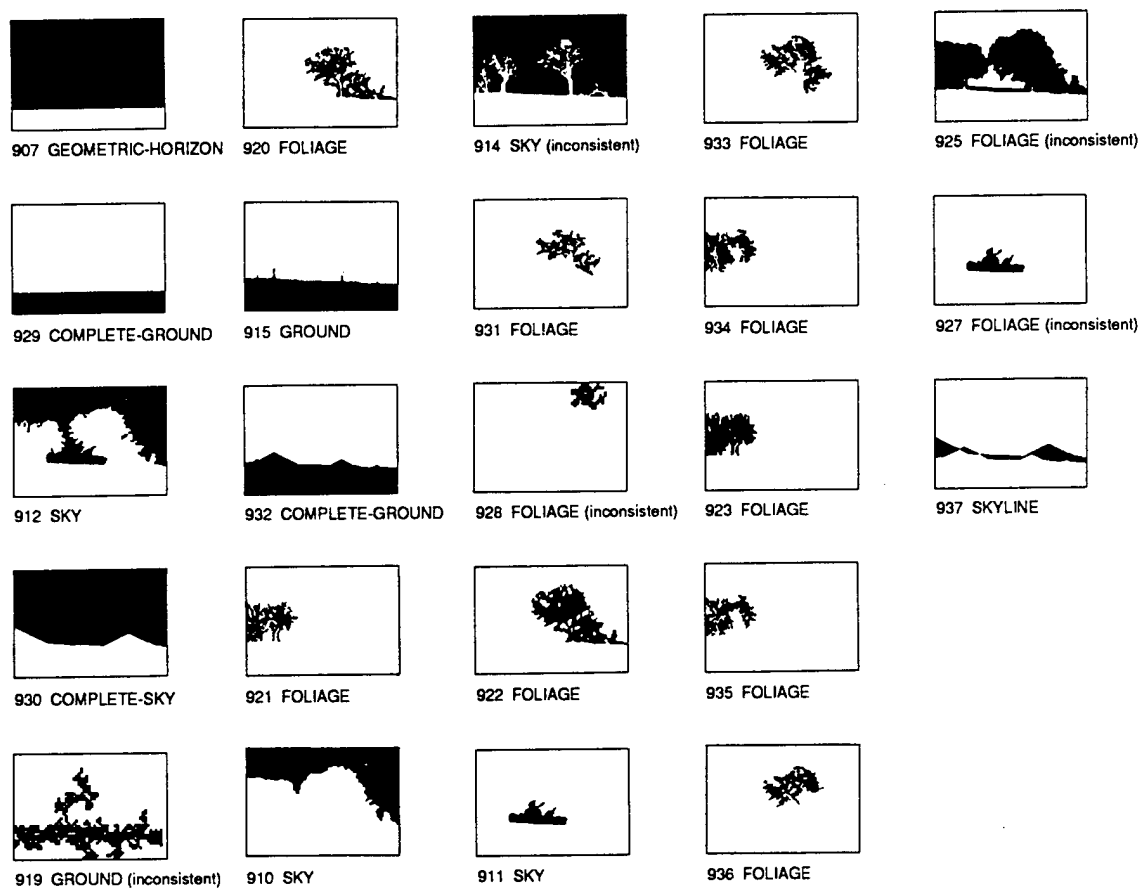 907 GEOMETRIC-HORIZON
920 FOLIAGE
914 SKY (inconsistent)
933 FOLIAGE
925 FOLIAGE (inconsistent)
929 COMPLETE-GROUND
915 GROUND
931 FOLIAGE
934 FOLIAGE
927 FOLIAGE (inconsistent)
912 SKY
932 COMPLETE-GROUND
928 FOLIAGE (inconsistent)
923 FOLIAGE
937 SKYLINE
930 COMPLETE-SKY
921 FOLIAGE
922 FOLIAGE
935 FOLIAGE
919 GROUND (inconsistent)
910 SKY
911 SKY
936 FOLIAGE